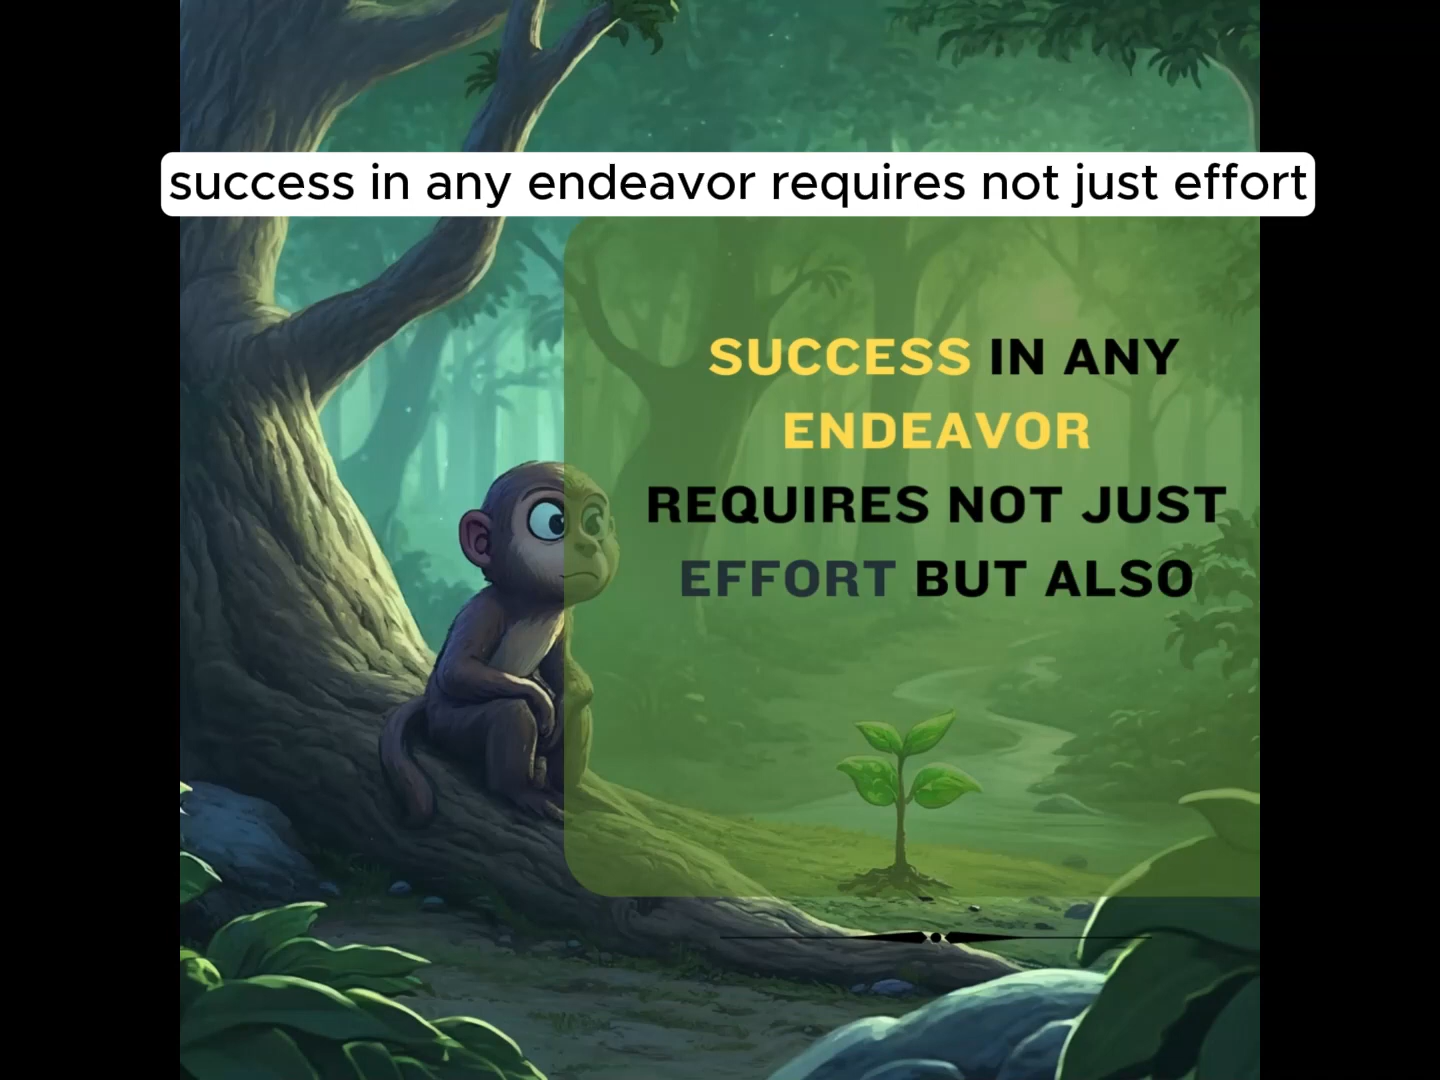 success in any endeavor requires not just effort
SUCCESS IN ANY
ENDEAVOR
REQUIRES NOT JUST
EFFORT BUT ALSO